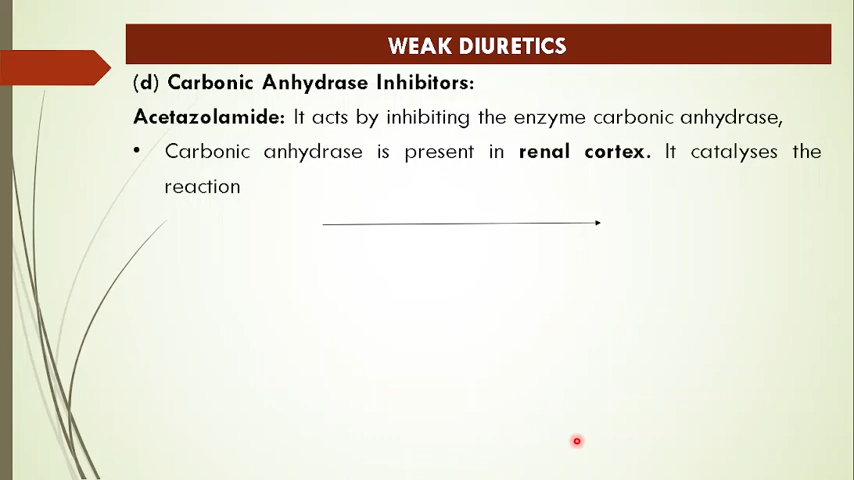 WEAK DIURETICS
(d) Carbonic Anhydrase Inhibitors:
Acetazolamide: It acts by inhibiting the enzyme carbonic anhydrase,
• Carbonic anhydrase is present in renal cortex. It catalyses the
reaction